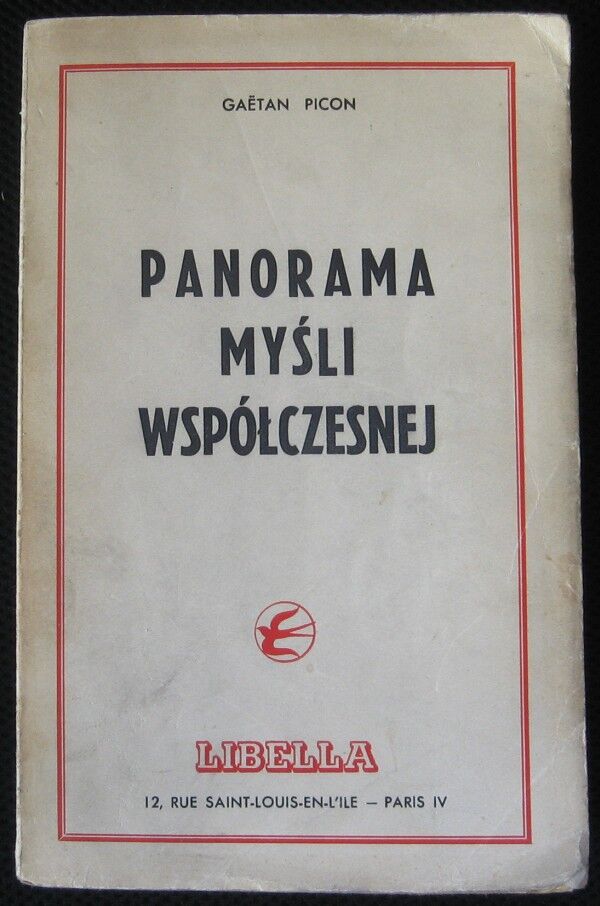 GAËTAN PICON
PANORAMA
MYŚLI
WSPÓŁCZESNEJ
LIBELLA
12, RUE SAINT-LOUIS-EN-L'ILE — PARIS IV